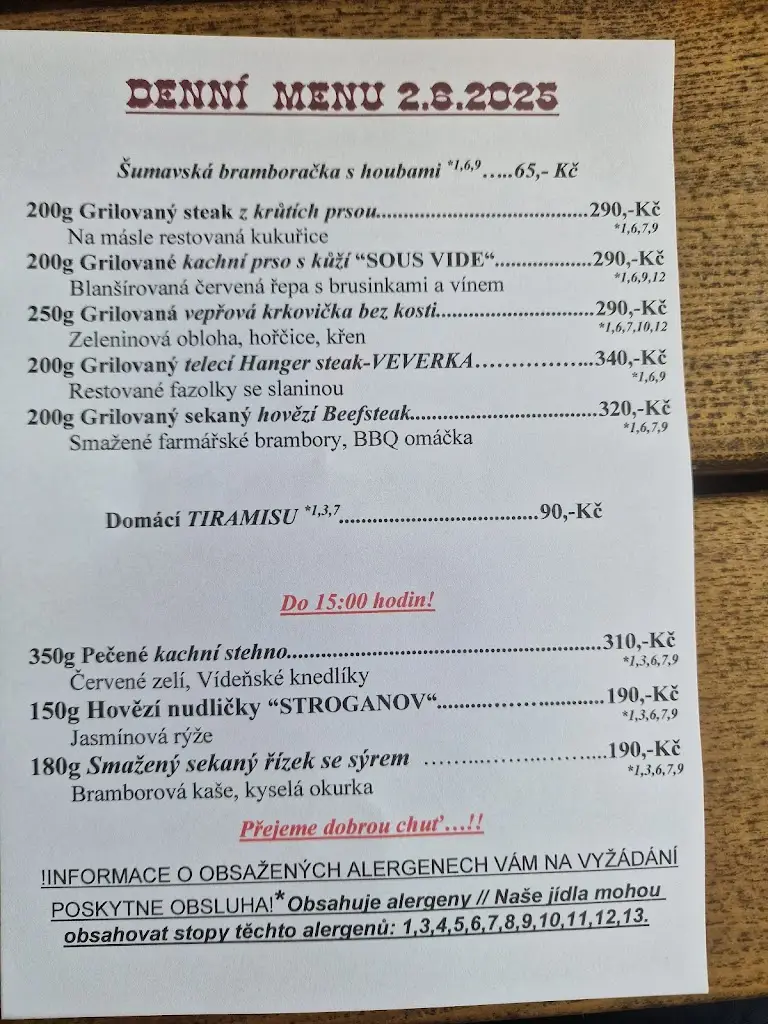 DENNÍ MENU 2.8.2025
Šumavská bramboračka s houbami *1,6,9.....65,- Kč
200g Grilovaný steak z krůtích prsou....................................290,-Kč
*1,6,7,9
Na másle restovaná kukuřice
200g Grilované kachní prso s kůží “SOUS VIDE“.................290,-Kč
*1,6,9,12
Blanšírovaná červená řepa s brusinkami a vínem
250g Grilovaná vepřová krkovička bez kosti...........................290,-Kč
*1,6,7,10,12
Zeleninová obloha, hořčice, křen
200g Grilovaný telecí Hanger steak-VEVERKA...................340,-Kč
*1,6,9
Restované fazolky se slaninou
200g Grilovaný sekaný hovězí Beefsteak................................320,-Kč
*1,6,7,9
Smažené farmářské brambory, BBQ omáčka
Domácí TIRAMISU *1,3,7...................................90,-Kč
Do 15:00 hodin!
350g Pečené kachní stehno.......................................................310,-Kč
*1,3,6,7,9
Červené zelí, Vídeňské knedlíky
150g Hovězí nudličky “STROGANOV“.............................190,-Kč
*1,3,6,7,9
Jasmínová rýže
180g Smažený sekaný řízek se sýrem ................................190,-Kč
*1,3,6,7,9
Bramborová kaše, kyselá okurka
Přejeme dobrou chuť...!!
!INFORMACE O OBSAŽENÝCH ALERGENECH VÁM NA VYŽÁDÁNÍ
POSKYTNE OBSLUHA!*Obsahuje alergeny // Naše jídla mohou
obsahovat stopy těchto alergenů: 1,3,4,5,6,7,8,9,10,11,12,13.